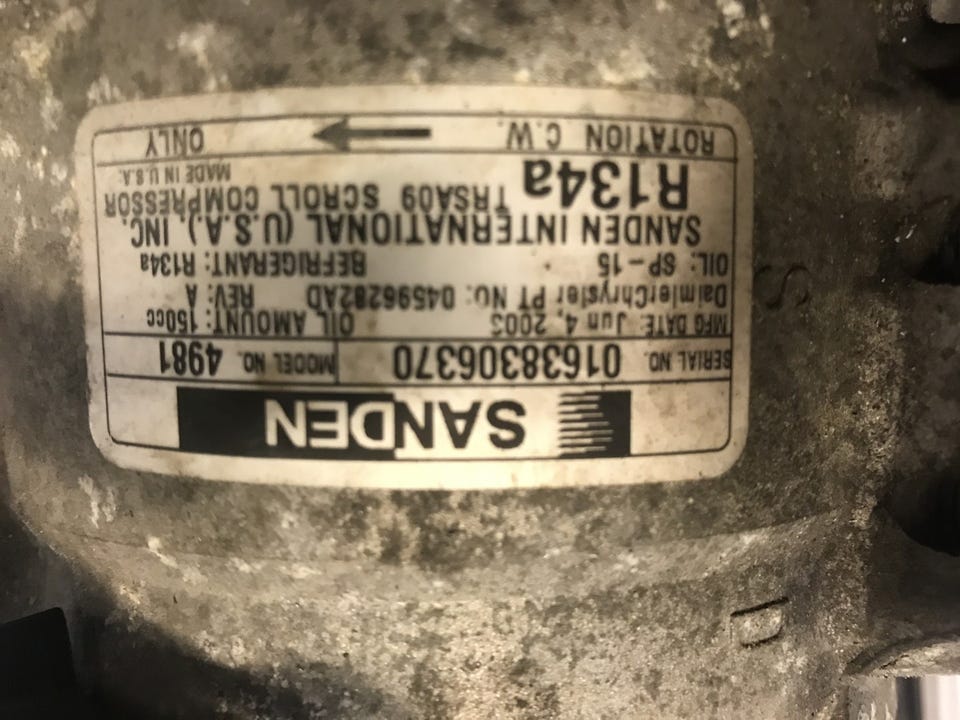 SANDEN
SERIAL NO. 01638306370 MODEL NO. 4981
MFG DATE: Jun 4, 2003 OIL AMOUNT: 150cc
DaimlerChrysler PT NO: 04596282AD REV: A
OIL: SP-15 REFRIGERANT: R134a
SANDEN INTERNATIONAL (U.S.A.), INC.
R134a TRSA09 SCROLL COMPRESSOR
MADE IN U.S.A.
ROTATION C.W. ONLY